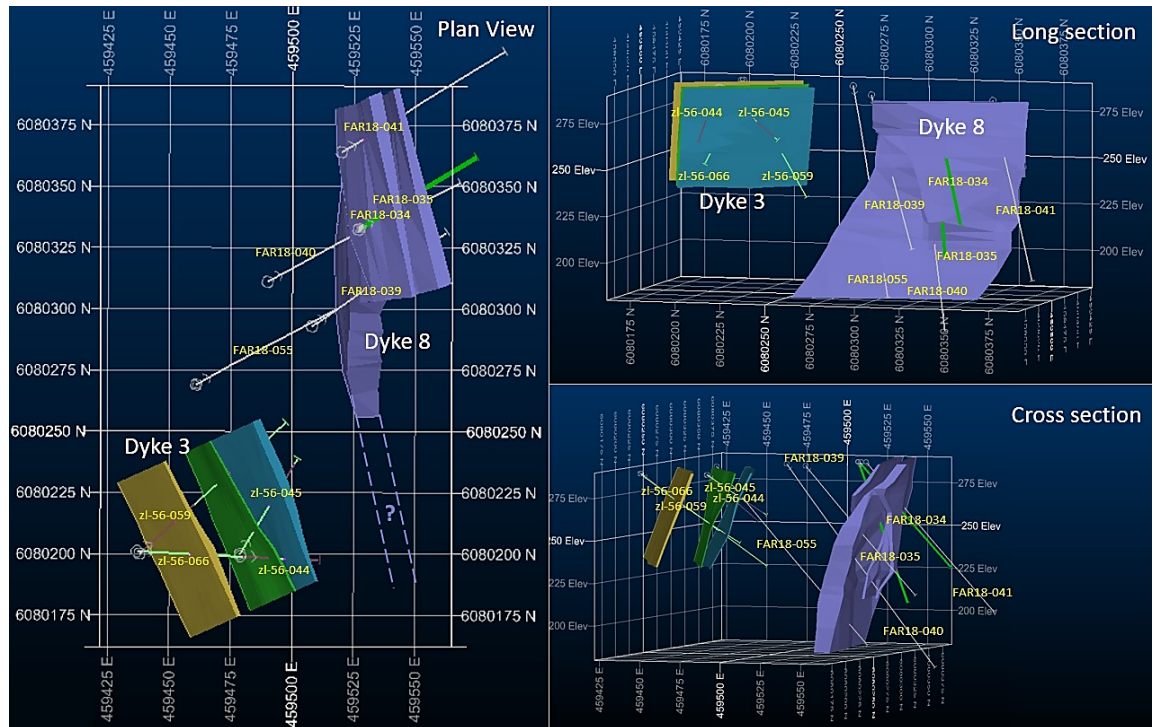 459425 E
459450 E
459475 E
459500 E
459525 E
459550 E
Plan View
6080375 N
6080375 N
FAR18-041
6080350 N
6080350 N
FAR18-035
FAR18-034
6080325 N
6080325 N
FAR18-040
6080300 N
6080300 N
FAR18-039
Dyke 8
FAR18-055
6080275 N
6080275 N
6080250 N
6080250 N
Dyke 3
6080225 N
6080225 N
zl-56-045
zl-56-059
?
6080200 N
6080200 N
zl-56-066
zl-56-044
6080175 N
6080175 N
459425 E
459450 E
459475 E
459500 E
459525 E
459550 E
Long section
6080175 N
6080200 N
6080225 N
6080250 N
6080275 N
6080300 N
6080325 N
6080350 N
6080375 N
275 Elev
zl-56-044
zl-56-045
Dyke 8
275 Elev
250 Elev
zl-56-066
zl-56-059
FAR18-034
250 Elev
Dyke 3
FAR18-039
FAR18-041
225 Elev
225 Elev
FAR18-035
200 Elev
200 Elev
FAR18-055
FAR18-040
6080175 N
6080200 N
6080225 N
6080250 N
6080275 N
6080300 N
6080325 N
6080350 N
6080375 N
Cross section
459425 E
459450 E
459475 E
459500 E
459525 E
459550 E
FAR18-039
275 Elev
zl-56-066
zl-56-045
275 Elev
zl-56-059
zl-56-044
FAR18-034
250 Elev
250 Elev
FAR18-055
FAR18-035
225 Elev
225 Elev
FAR18-041
200 Elev
200 Elev
FAR18-040
459425 E
459450 E
459475 E
459500 E
459525 E
459550 E